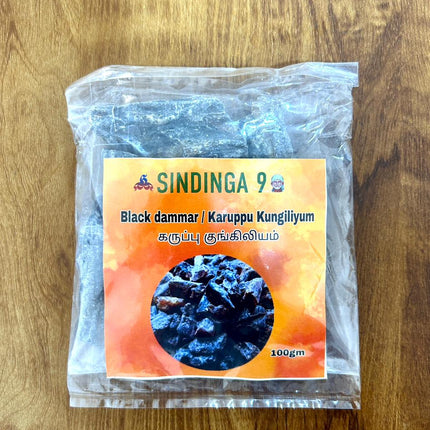 SINDINGA 9
Black dammar / Karuppu Kungiliyum
கருப்பு குங்கிலியம்
100gm